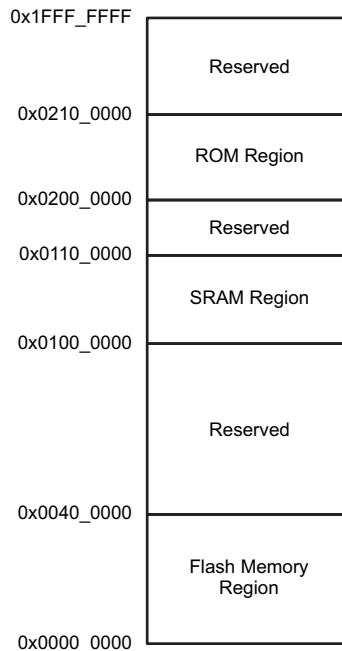 0x1FFF_FFFF
Reserved
0x0210_0000
ROM Region
0x0200_0000
Reserved
0x0110_0000
SRAM Region
0x0100_0000
Reserved
0x0040_0000
Flash Memory
Region
0x0000_0000